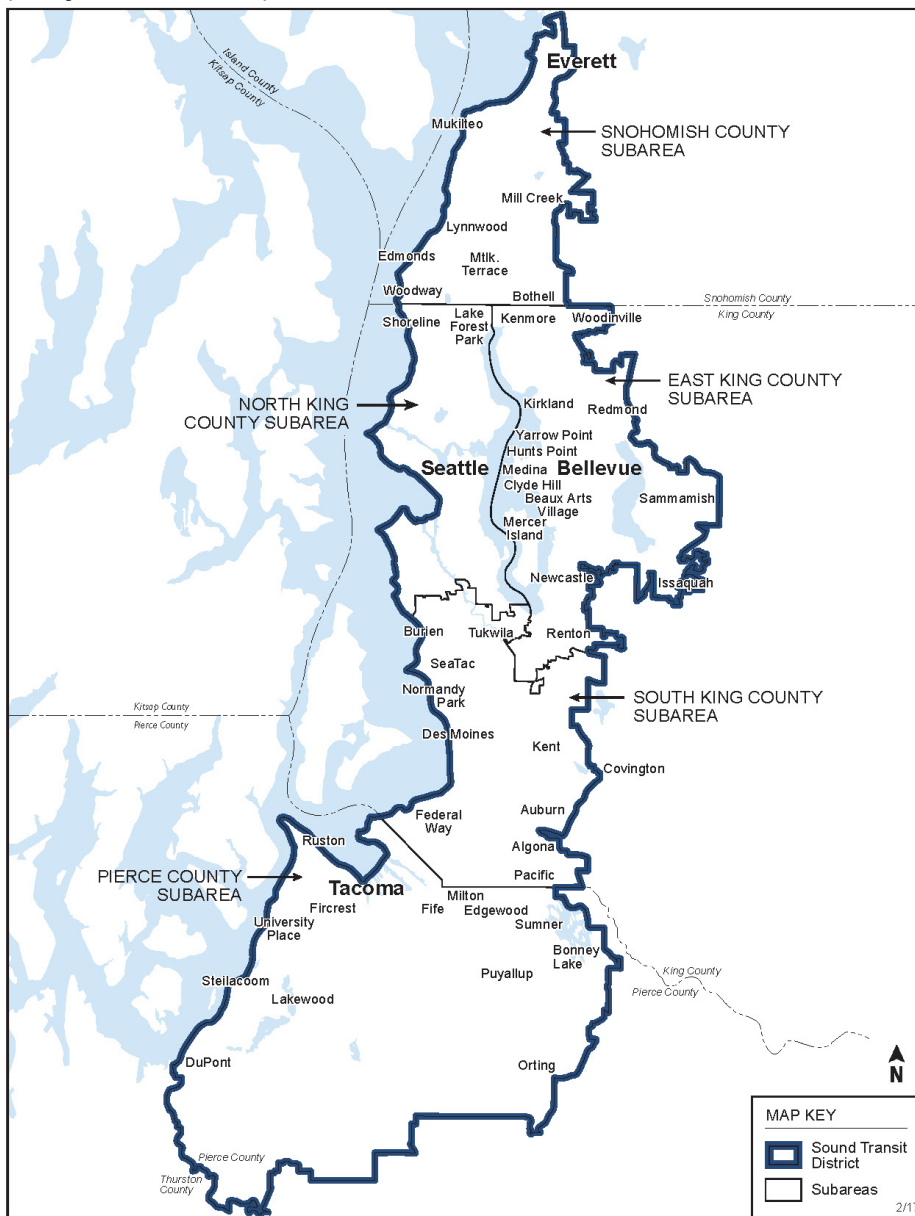 Island County
Kitsap County
Everett
Mukilteo
SNOHOMISH COUNTY
SUBAREA
Mill Creek
Lynnwood
Edmonds
Mtlk.
Terrace
Woodway
Bothell
Snohomish County
King County
Shoreline
Lake
Forest
Park
Kenmore
Woodinville
EAST KING COUNTY
SUBAREA
NORTH KING
COUNTY SUBAREA
Kirkland
Redmond
Yarrow Point
Hunts Point
Seattle
Medina
Bellevue
Clyde Hill
Beaux Arts
Village
Sammamish
Mercer
Island
Newcastle
Issaquah
Burien
Tukwila
Renton
SeaTac
Normandy
Park
SOUTH KING COUNTY
SUBAREA
Kitsap County
Pierce County
Des Moines
Kent
Covington
Auburn
Federal
Way
Ruston
Algona
PIERCE COUNTY
SUBAREA
Pacific
Tacoma
Milton
Fircrest
Fife
Edgewood
University
Place
Sumner
Bonney
Lake
Puyallup
King County
Pierce County
Steilacoom
Lakewood
DuPont
Orting
N
Pierce County
Thurston
County
MAP KEY
Sound Transit
District
Subareas